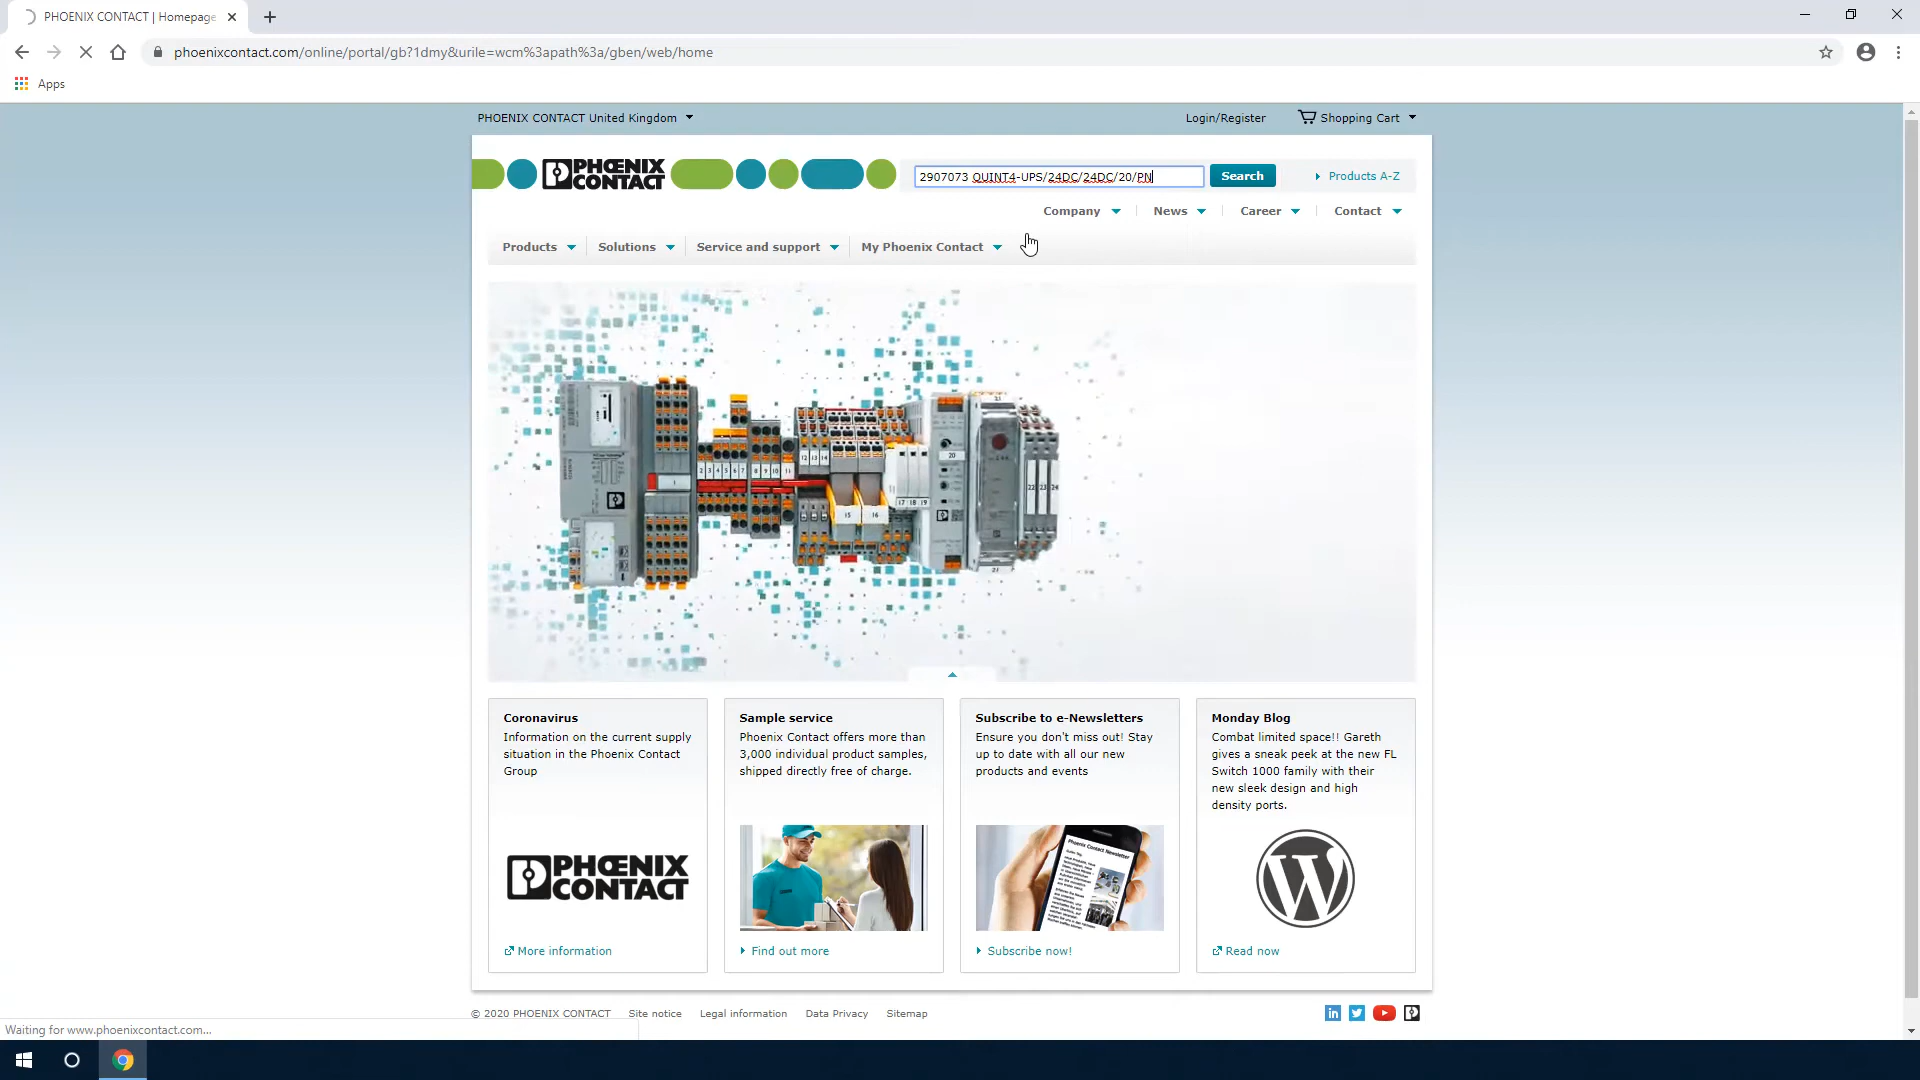 PHOENIX CONTACT | Homepage
phoenixcontact.com/online/portal/gb?1dmy&urile=wcm%3apath%3a/gben/web/home
Apps
PHOENIX CONTACT United Kingdom
Login/Register
Shopping Cart
PHŒNIX
CONTACT
2907073 QUINT4-UPS/24DC/24DC/20/PN
Search
Products A-Z
Company
News
Career
Contact
Products
Solutions
Service and support
My Phoenix Contact
Coronavirus
Information on the current supply
situation in the Phoenix Contact
Group
PHŒNIX
CONTACT
More information
Sample service
Phoenix Contact offers more than
3,000 individual product samples,
shipped directly free of charge.
Find out more
Subscribe to e-Newsletters
Ensure you don't miss out! Stay
up to date with all our new
products and events
Phoenix Contact Newsletter
Subscribe now!
Monday Blog
Combat limited space!! Gareth
gives a sneak peek at the new FL
Switch 1000 family with their
new sleek design and high
density ports.
Read now
© 2020 PHOENIX CONTACT
Site notice
Legal information
Data Privacy
Sitemap
Waiting for www.phoenixcontact.com...